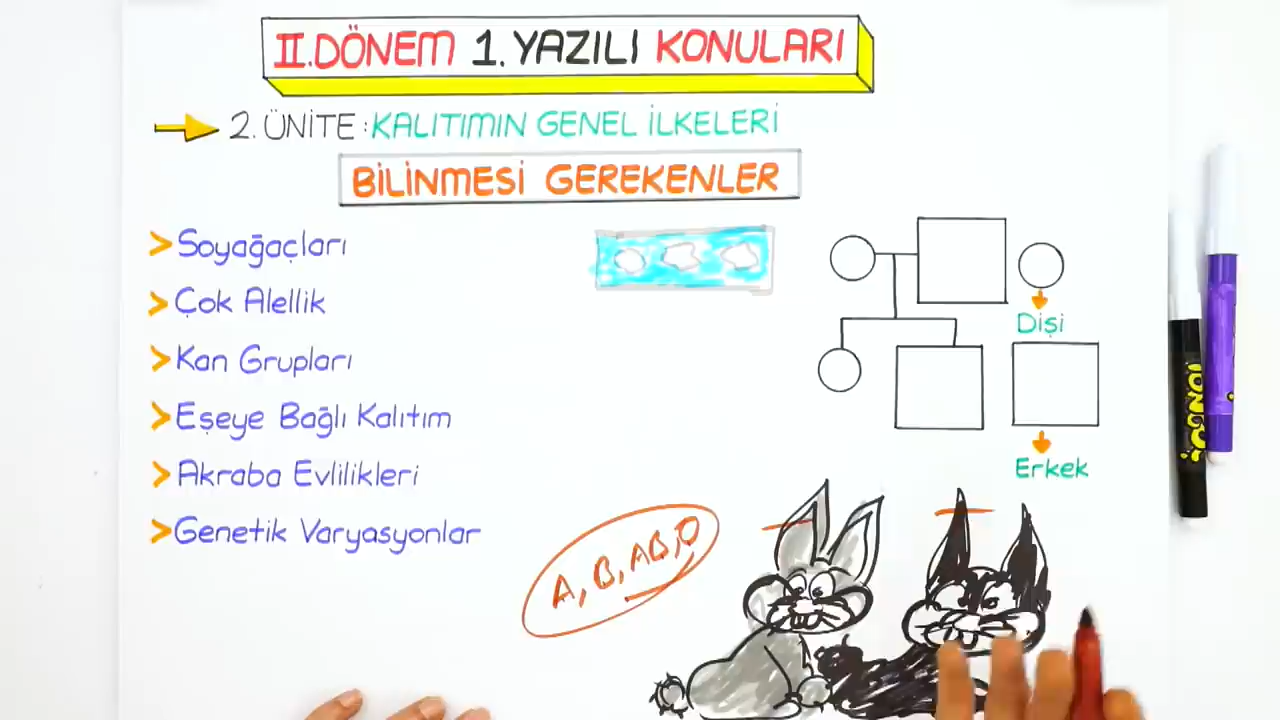 II. DÖNEM 1. YAZILI KONULARI
2. ÜNİTE: KALITIMIN GENEL İLKELERİ
BİLİNMESİ GEREKENLER
> Soyağaçları
> Çok Alellik
> Kan Grupları
> Eşeye Bağlı Kalıtım
> Akraba Evlilikleri
> Genetik Varyasyonlar
Dişi
Erkek
A, B, AB, O